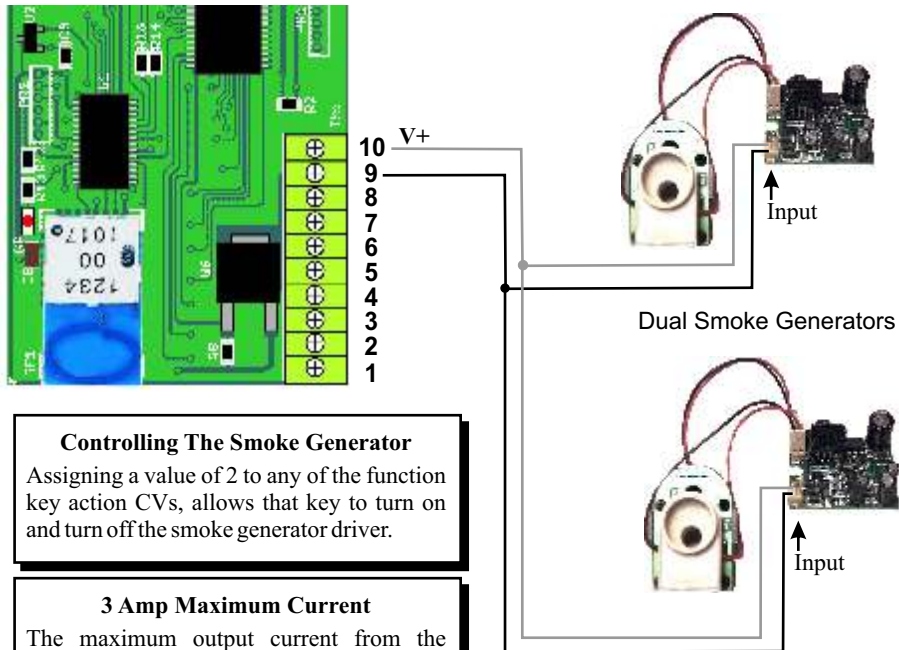 V+
10
9
8
7
6
5
4
3
2
1
R16
R14
R2
1017
00
1234
Input
Dual Smoke Generators
Input
Controlling The Smoke Generator
Assigning a value of 2 to any of the function
key action CVs, allows that key to turn on
and turn off the smoke generator driver.
3 Amp Maximum Current
The maximum output current from the